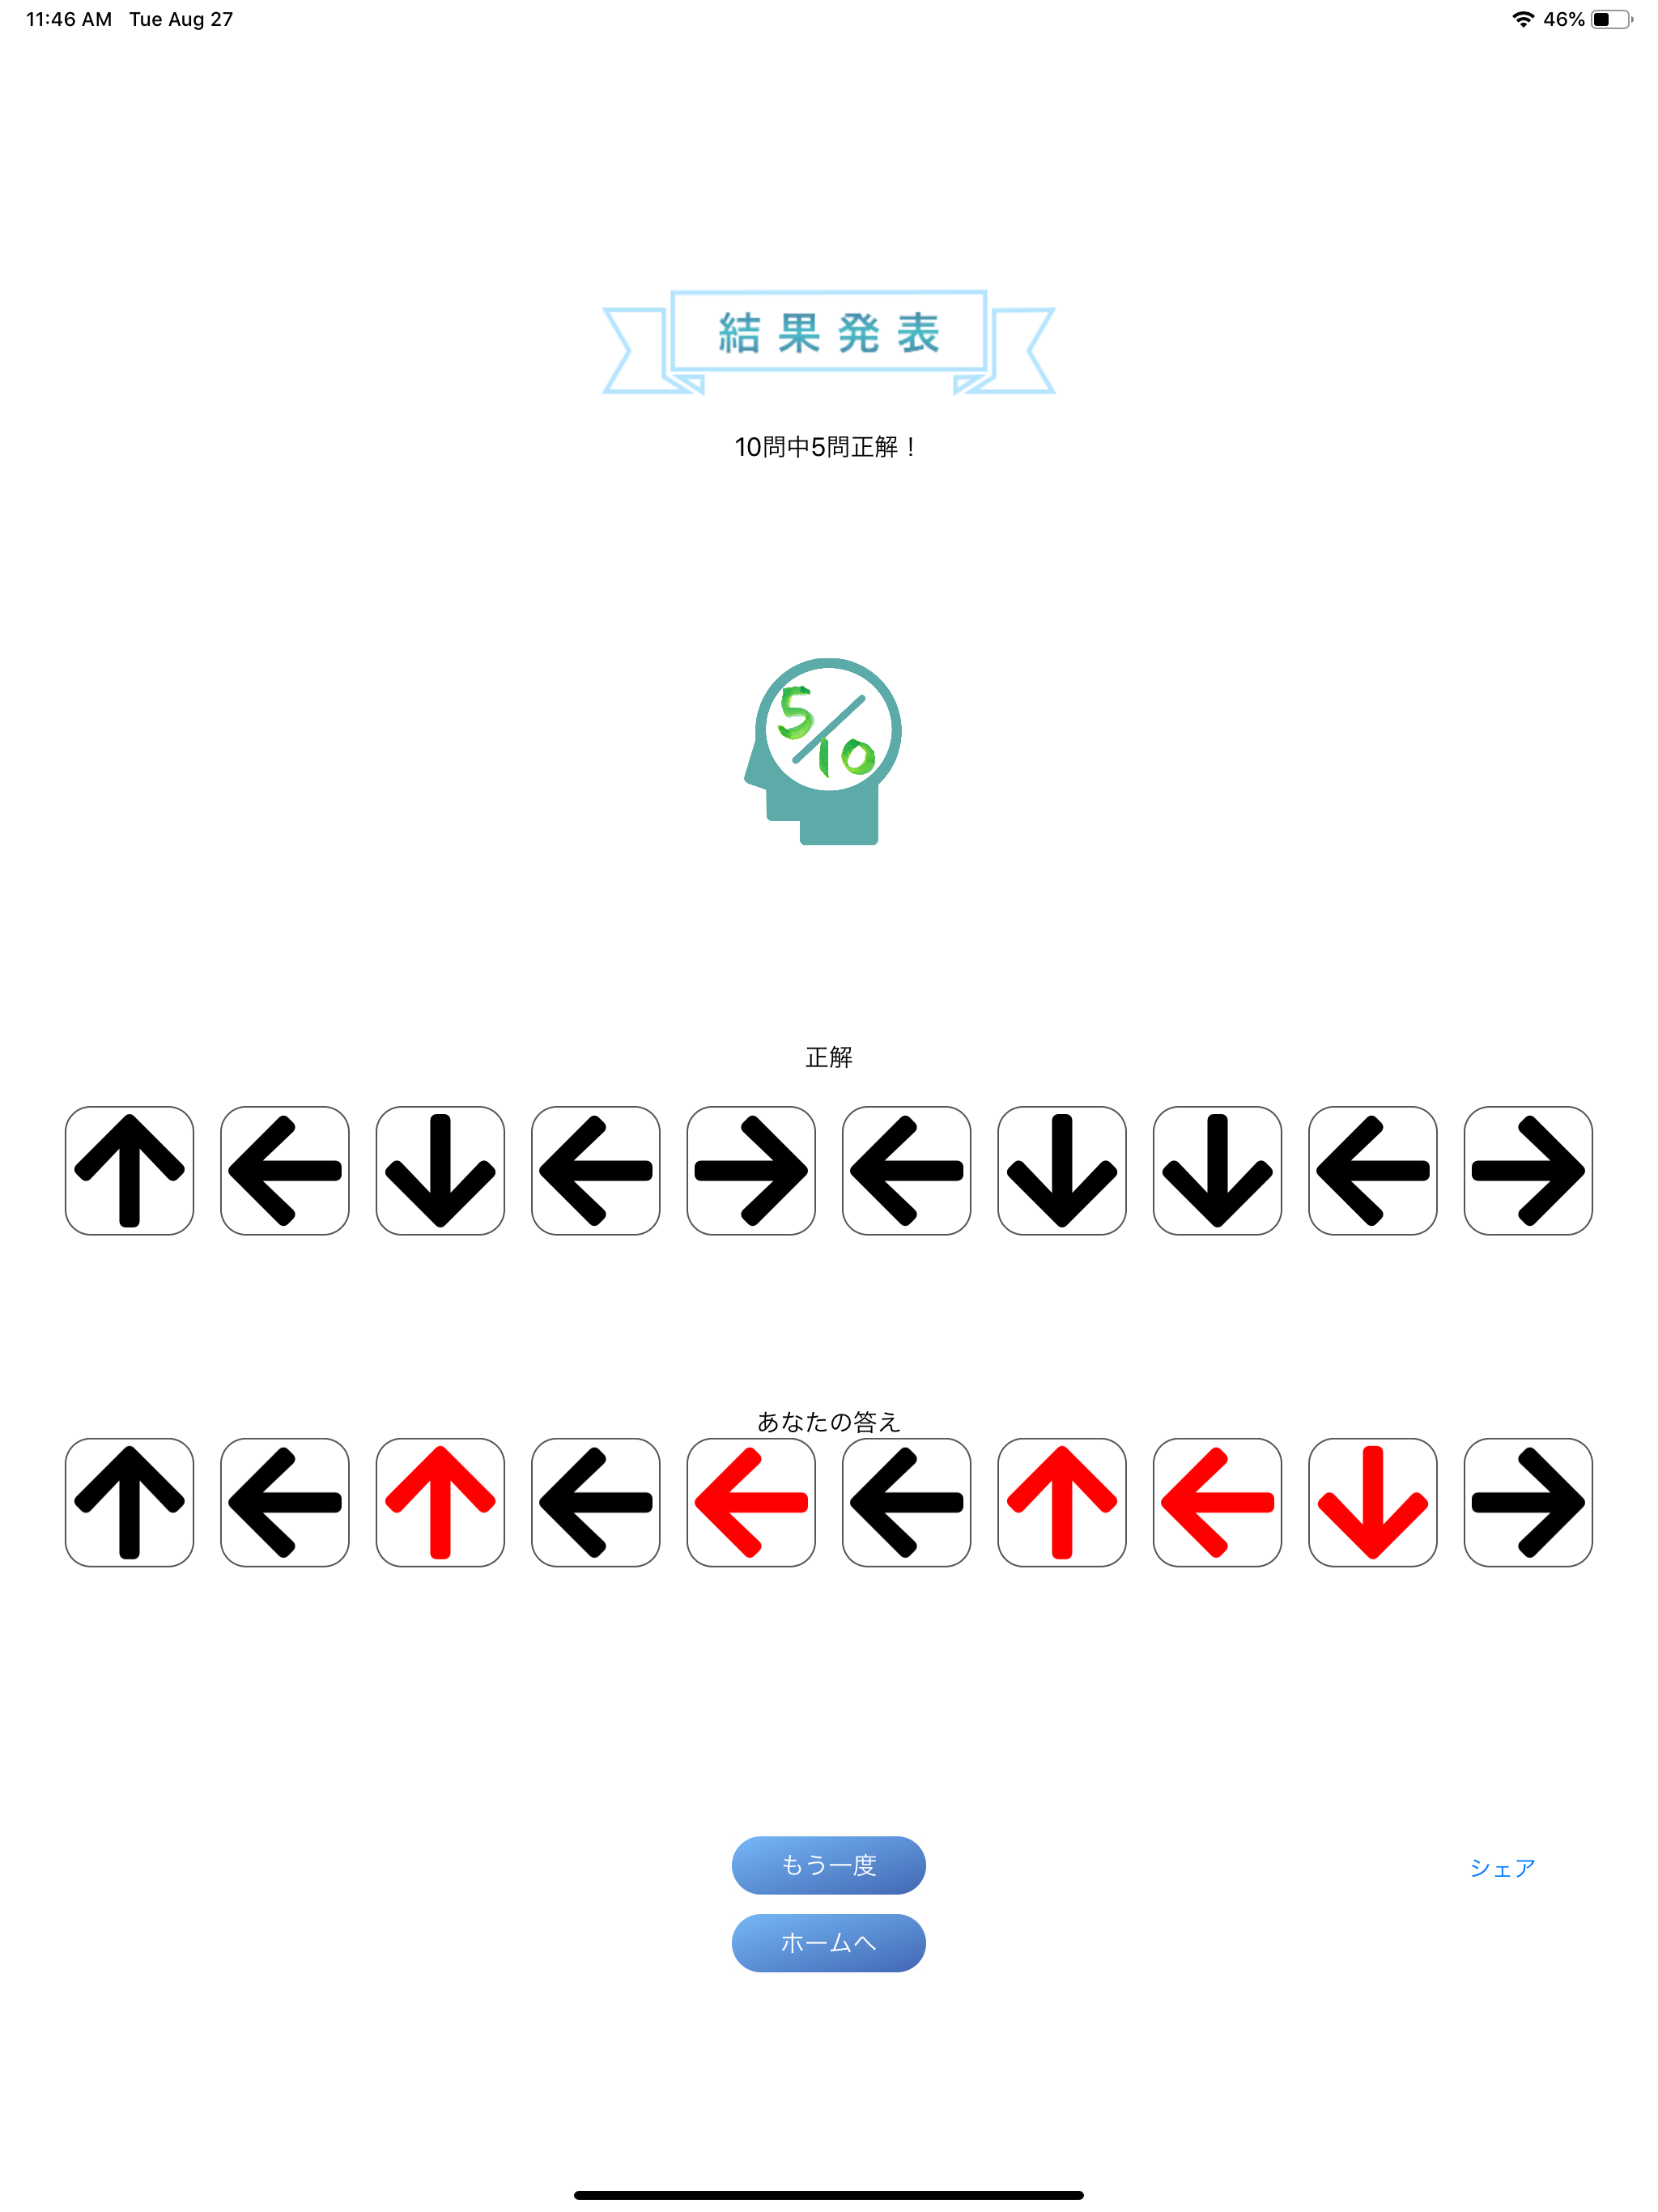 11:46 AM Tue Aug 27
46%
結果発表
10問中5問正解！
5/10
正解
あなたの答え
もう一度
シェア
ホームへ